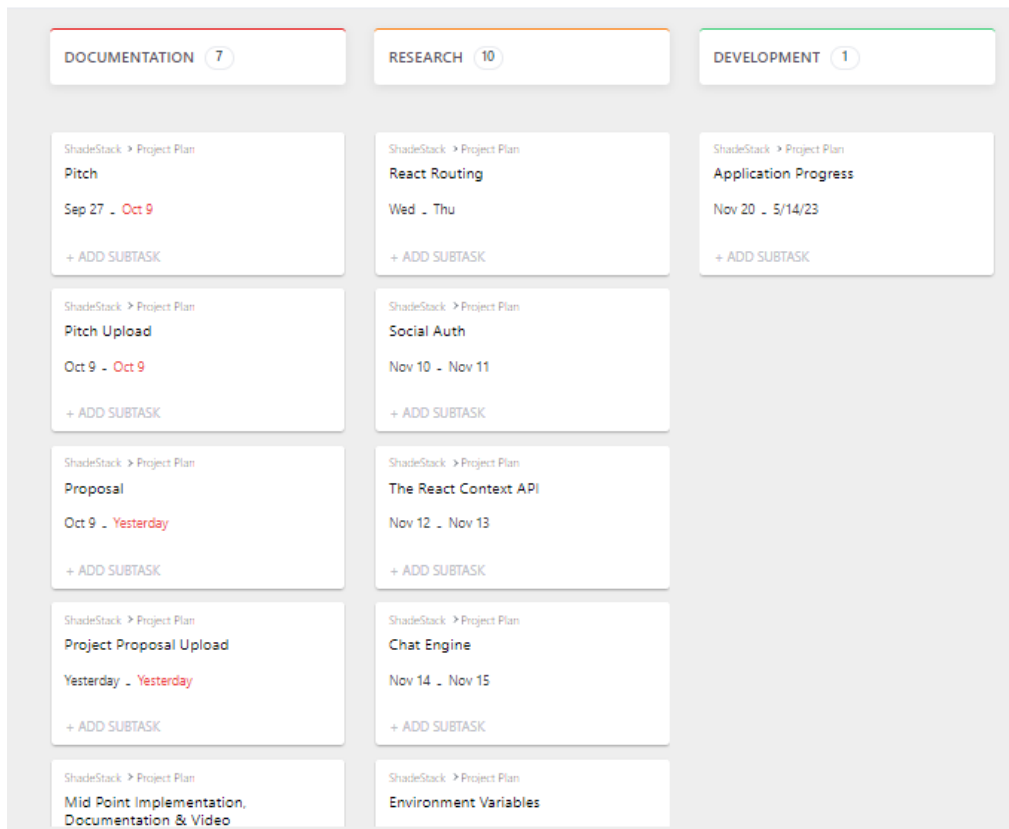 DOCUMENTATION 7
ShadeStack > Project Plan
Pitch
Sep 27 - Oct 9
+ ADD SUBTASK
ShadeStack > Project Plan
Pitch Upload
Oct 9 - Oct 9
+ ADD SUBTASK
ShadeStack > Project Plan
Proposal
Oct 9 - Yesterday
+ ADD SUBTASK
ShadeStack > Project Plan
Project Proposal Upload
Yesterday - Yesterday
+ ADD SUBTASK
ShadeStack > Project Plan
Mid Point Implementation,
Documentation & Video
RESEARCH 10
ShadeStack > Project Plan
React Routing
Wed - Thu
+ ADD SUBTASK
ShadeStack > Project Plan
Social Auth
Nov 10 - Nov 11
+ ADD SUBTASK
ShadeStack > Project Plan
The React Context API
Nov 12 - Nov 13
+ ADD SUBTASK
ShadeStack > Project Plan
Chat Engine
Nov 14 - Nov 15
+ ADD SUBTASK
ShadeStack > Project Plan
Environment Variables
DEVELOPMENT 1
ShadeStack > Project Plan
Application Progress
Nov 20 - 5/14/23
+ ADD SUBTASK